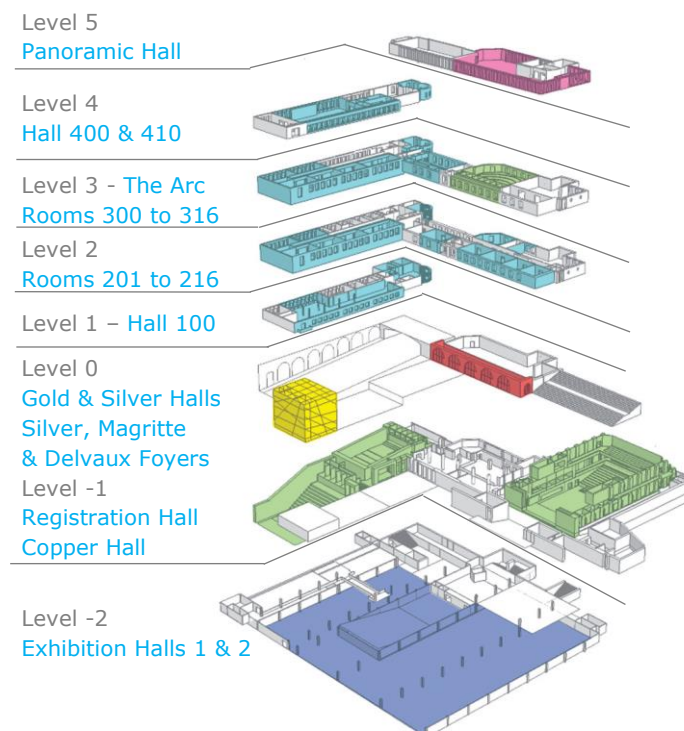 Level 5
Panoramic Hall
Level 4
Hall 400 & 410
Level 3 - The Arc
Rooms 300 to 316
Level 2
Rooms 201 to 216
Level 1 – Hall 100
Level 0
Gold & Silver Halls
Silver, Magritte
& Delvaux Foyers
Level -1
Registration Hall
Copper Hall
Level -2
Exhibition Halls 1 & 2